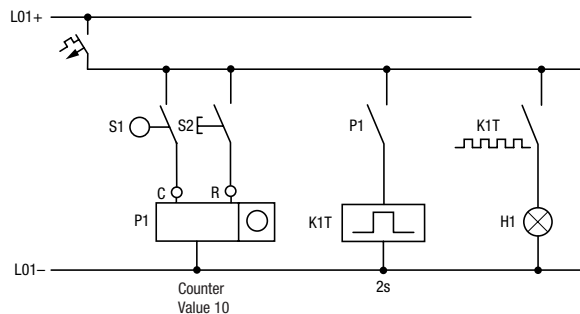 L01+
S1
S2
P1
K1T
C
R
P1
K1T
H1
L01–
Counter
Value 10
2s